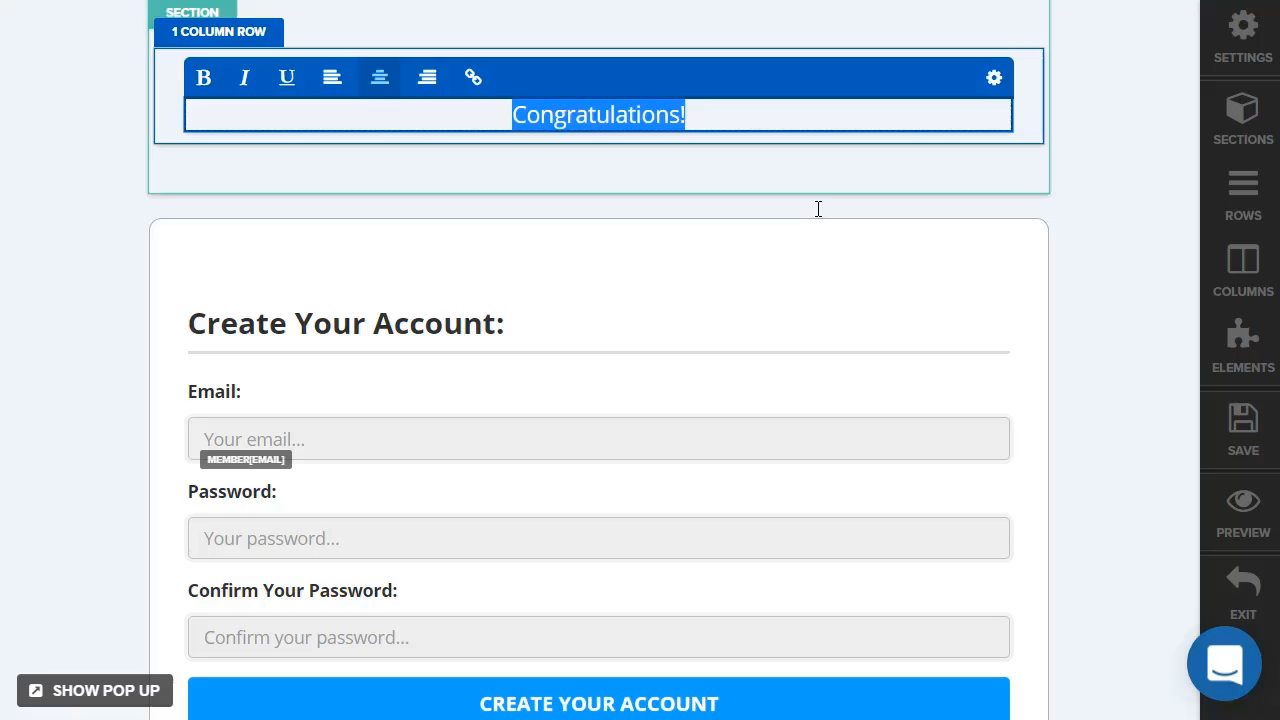 SECTION
1 COLUMN ROW
B I U
Congratulations!
Create Your Account:
Email:
Your email...
MEMBER[EMAIL]
Password:
Your password...
Confirm Your Password:
Confirm your password...
CREATE YOUR ACCOUNT
SHOW POP UP
SETTINGS
SECTIONS
ROWS
COLUMNS
ELEMENTS
SAVE
PREVIEW
EXIT